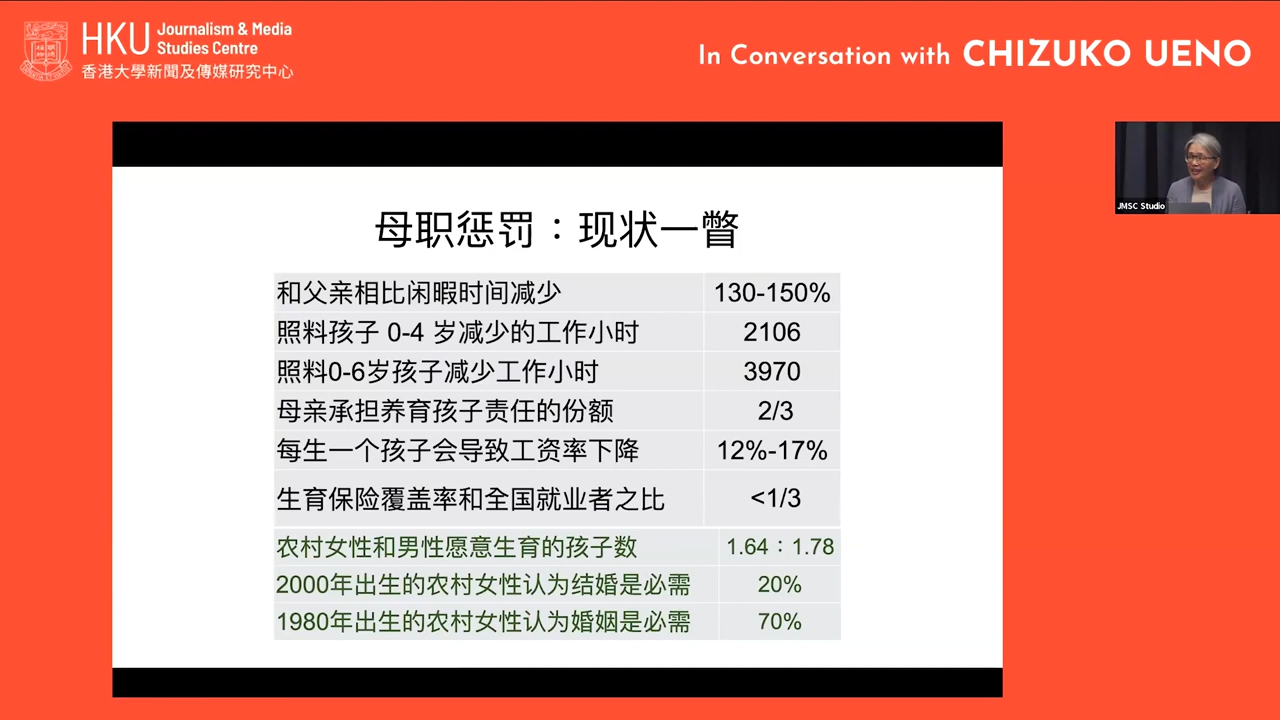 HKU Journalism & Media
Studies Centre
香港大學新聞及傳媒研究中心
In Conversation with CHIZUKO UENO
JMSC Studio
母职惩罚：现状一瞥
和父亲相比闲暇时间减少 130-150%
照料孩子 0-4 岁减少的工作小时 2106
照料0-6岁孩子减少工作小时 3970
母亲承担养育孩子责任的份额 2/3
每生一个孩子会导致工资率下降 12%-17%
生育保险覆盖率和全国就业者之比 <1/3
农村女性和男性愿意生育的孩子数 1.64：1.78
2000年出生的农村女性认为结婚是必需 20%
1980年出生的农村女性认为婚姻是必需 70%